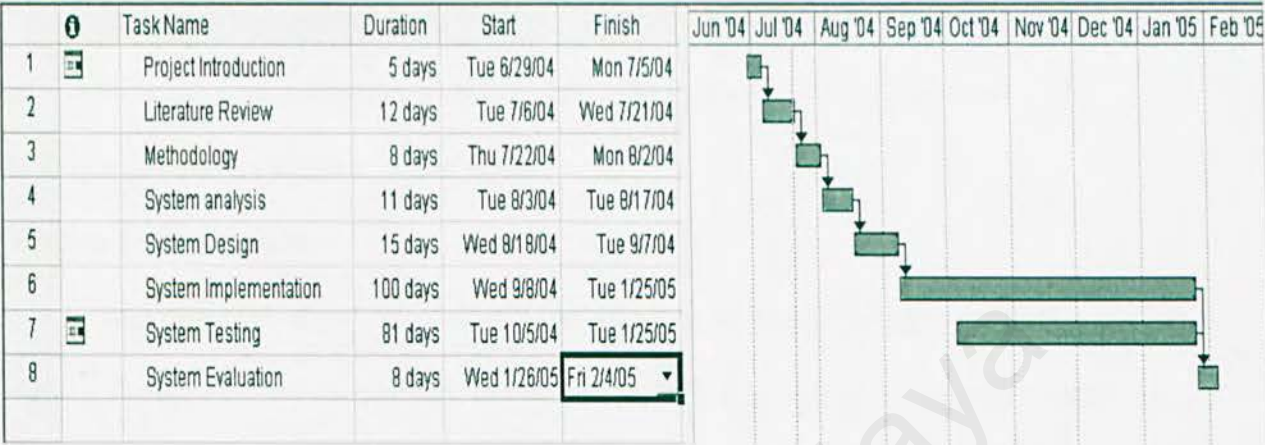 Task Name Duration Start Finish Jun '04 Jul '04 Aug '04 Sep '04 Oct '04 Nov '04 Dec '04 Jan '05 Feb '05
1 Project Introduction 5 days Tue 6/29/04 Mon 7/5/04
2 Literature Review 12 days Tue 7/6/04 Wed 7/21/04
3 Methodology 8 days Thu 7/22/04 Mon 8/2/04
4 System analysis 11 days Tue 8/3/04 Tue 8/17/04
5 System Design 15 days Wed 8/18/04 Tue 9/7/04
6 System Implementation 100 days Wed 9/8/04 Tue 1/25/05
7 System Testing 81 days Tue 10/5/04 Tue 1/25/05
8 System Evaluation 8 days Wed 1/26/05 Fri 2/4/05
aya